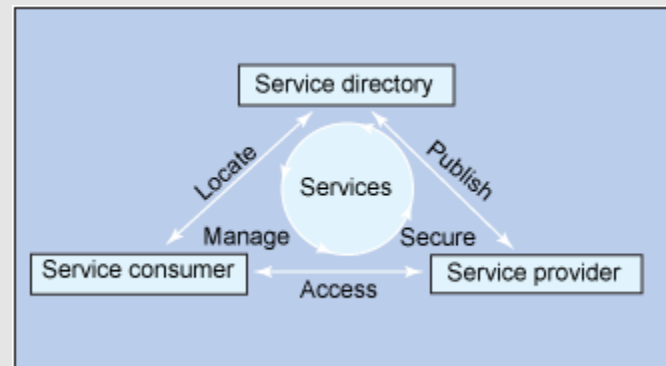 Service directory
Locate
Publish
Services
Manage
Secure
Service consumer
Service provider
Access